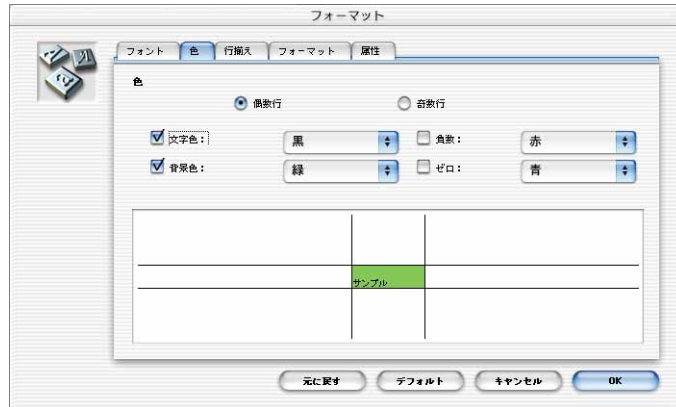 フォーマット
フォント 色 行揃え フォーマット 属性
色
偶数行 奇数行
文字色： 黒 負数： 赤
背景色： 緑 ゼロ： 青
サンプル
元に戻す デフォルト キャンセル OK